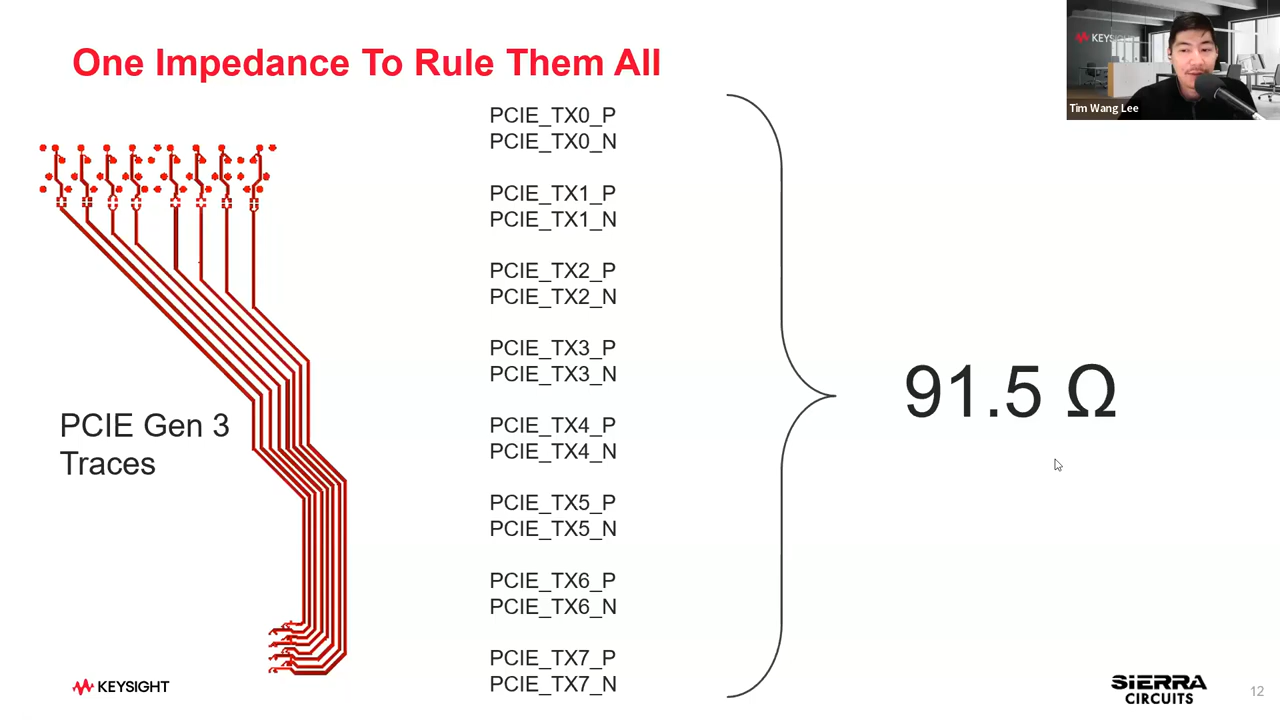 One Impedance To Rule Them All
KEYSIGHT
Tim Wang Lee
PCIE_TX0_P
PCIE_TX0_N
PCIE_TX1_P
PCIE_TX1_N
PCIE_TX2_P
PCIE_TX2_N
PCIE_TX3_P
PCIE_TX3_N
PCIE_TX4_P
PCIE_TX4_N
PCIE_TX5_P
PCIE_TX5_N
PCIE_TX6_P
PCIE_TX6_N
PCIE_TX7_P
PCIE_TX7_N
PCIE Gen 3
Traces
91.5 Ω
KEYSIGHT
SIERRA
CIRCUITS
12